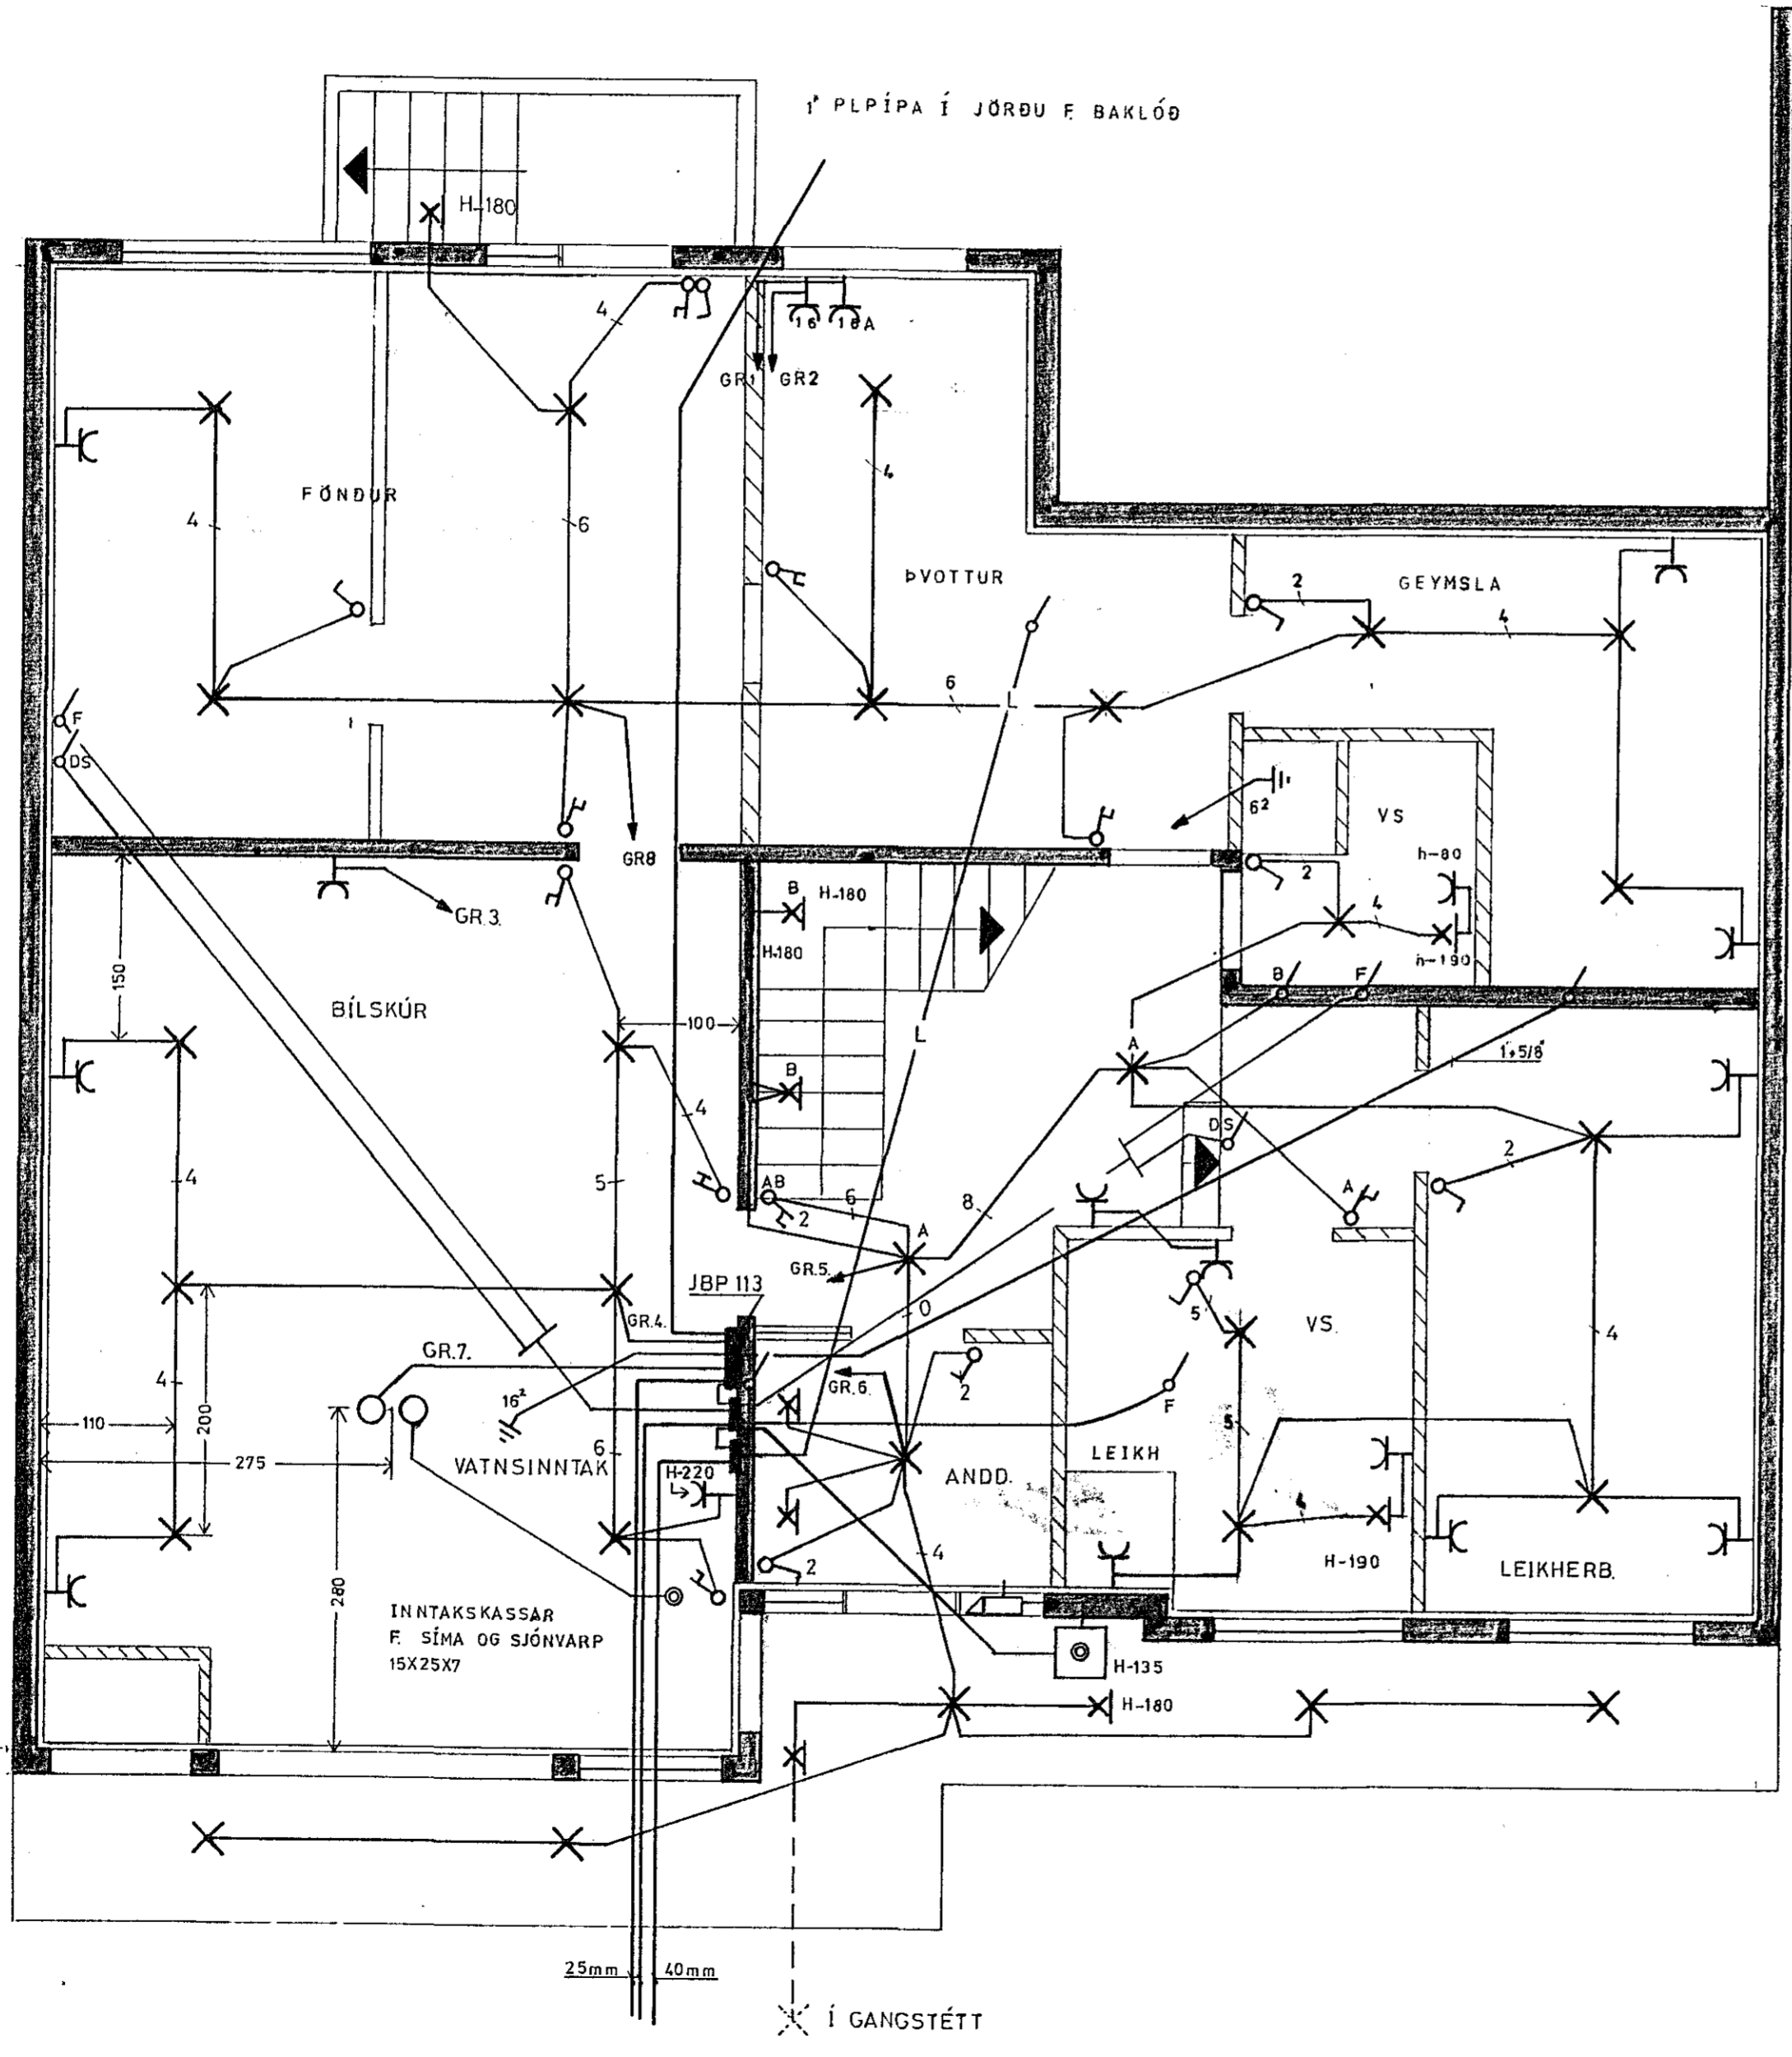 1" PLPÍPA Í JÖRÐU F. BAKLÓÐ
H-180
4
16 16A
GR1 GR2
4
FÖNDUR
4
6
ÞVOTTUR
2
GEYMSLA
4
6
L
F
DS
6²
VS
GR8
h-80
2
B
H-180
GR.3.
4
H-180
h-190
B
F
150
BÍLSKÚR
100
L
A
1"+5/8"
B
4
DS
2
4
5
AB
6
8
A
2
A
GR.5.
JBP 113
GR.4.
0
5
VS.
4
GR.7.
4
16²
GR.6.
2
F
110
200
5
275
6
VATNSINNTAK
H-220
ANDD.
LEIKH
4
H-190
LEIKHERB.
280
2
INNTAKSKASSAR
F. SÍMA OG SJÓNVARP
15X25X7
H-135
H-180
25mm
40mm
Í GANGSTÉTT